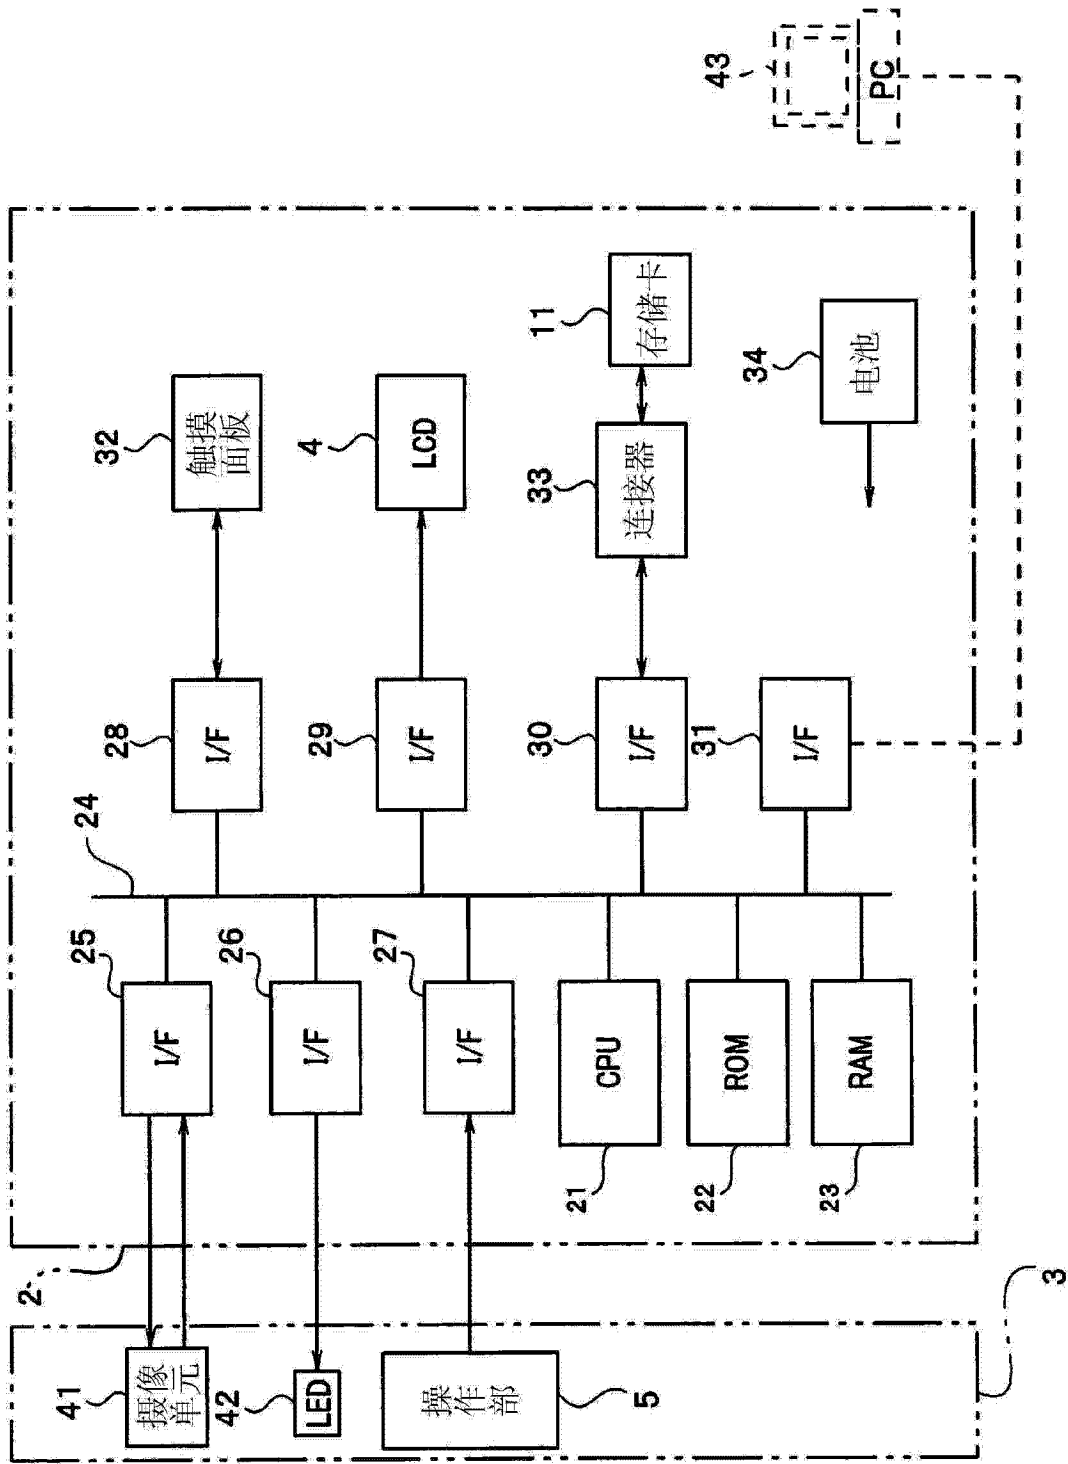 2
3
41
摄像
单元
42
LED
操作部
5
25
I/F
26
I/F
27
I/F
21
CPU
22
ROM
23
RAM
24
28
I/F
29
I/F
30
I/F
31
I/F
32
触摸
面板
4
LCD
33
连接器
11
存储卡
34
电池
43
PC